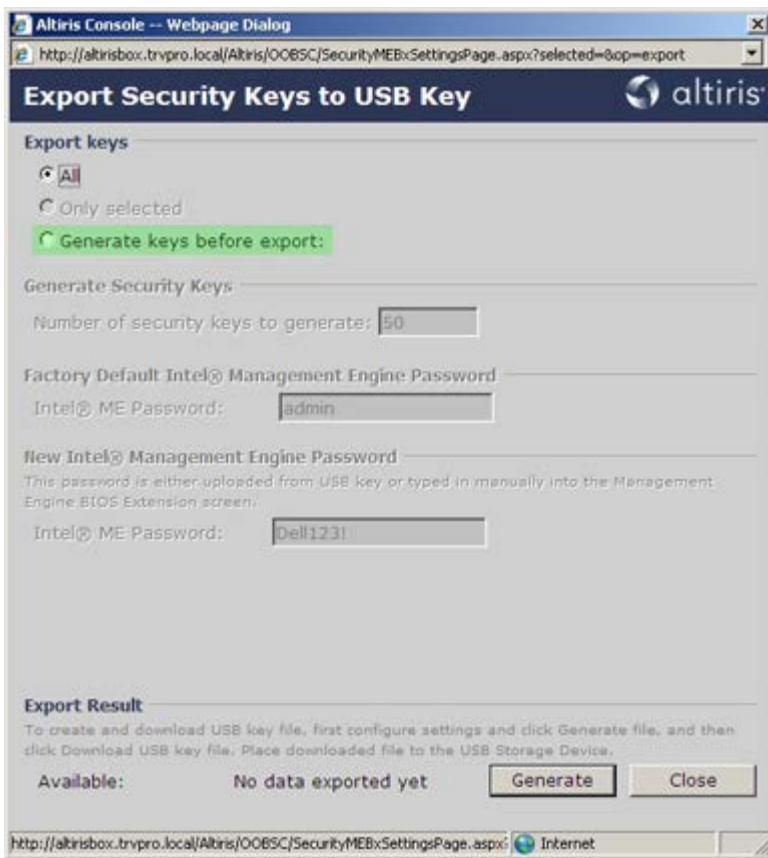 Altiris Console -- Webpage Dialog
http://altirisbox.trvpro.local/Altiris/OOBSC/SecurityMEBxSettingsPage.aspx?selected=&op=export
Export Security Keys to USB Key
altiris
Export keys
All
Only selected
Generate keys before export:
Generate Security Keys
Number of security keys to generate: 50
Factory Default Intel® Management Engine Password
Intel® ME Password: admin
New Intel® Management Engine Password
This password is either uploaded from USB key or typed in manually into the Management
Engine BIOS Extension screen.
Intel® ME Password: Dell123!
Export Result
To create and download USB key file, first configure settings and click Generate file, and then
click Download USB key file. Place downloaded file to the USB Storage Device.
Available: No data exported yet Generate Close
http://altirisbox.trvpro.local/Altiris/OOBSC/SecurityMEBxSettingsPage.aspx? Internet